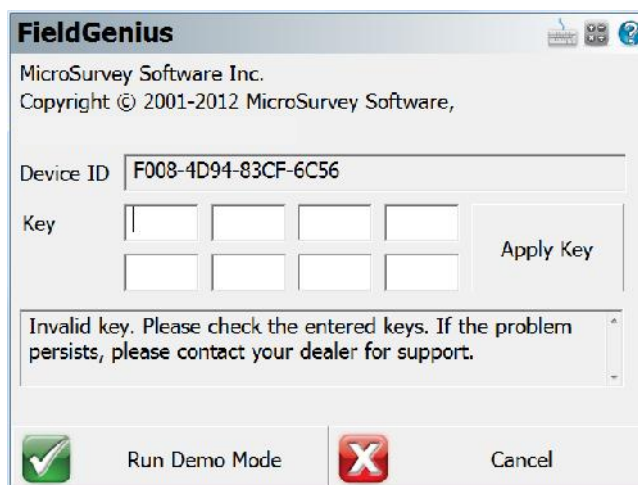 FieldGenius
MicroSurvey Software Inc.
Copyright © 2001-2012 MicroSurvey Software,
Device ID F008-4D94-83CF-6C56
Key
Apply Key
Invalid key. Please check the entered keys. If the problem
persists, please contact your dealer for support.
Run Demo Mode Cancel